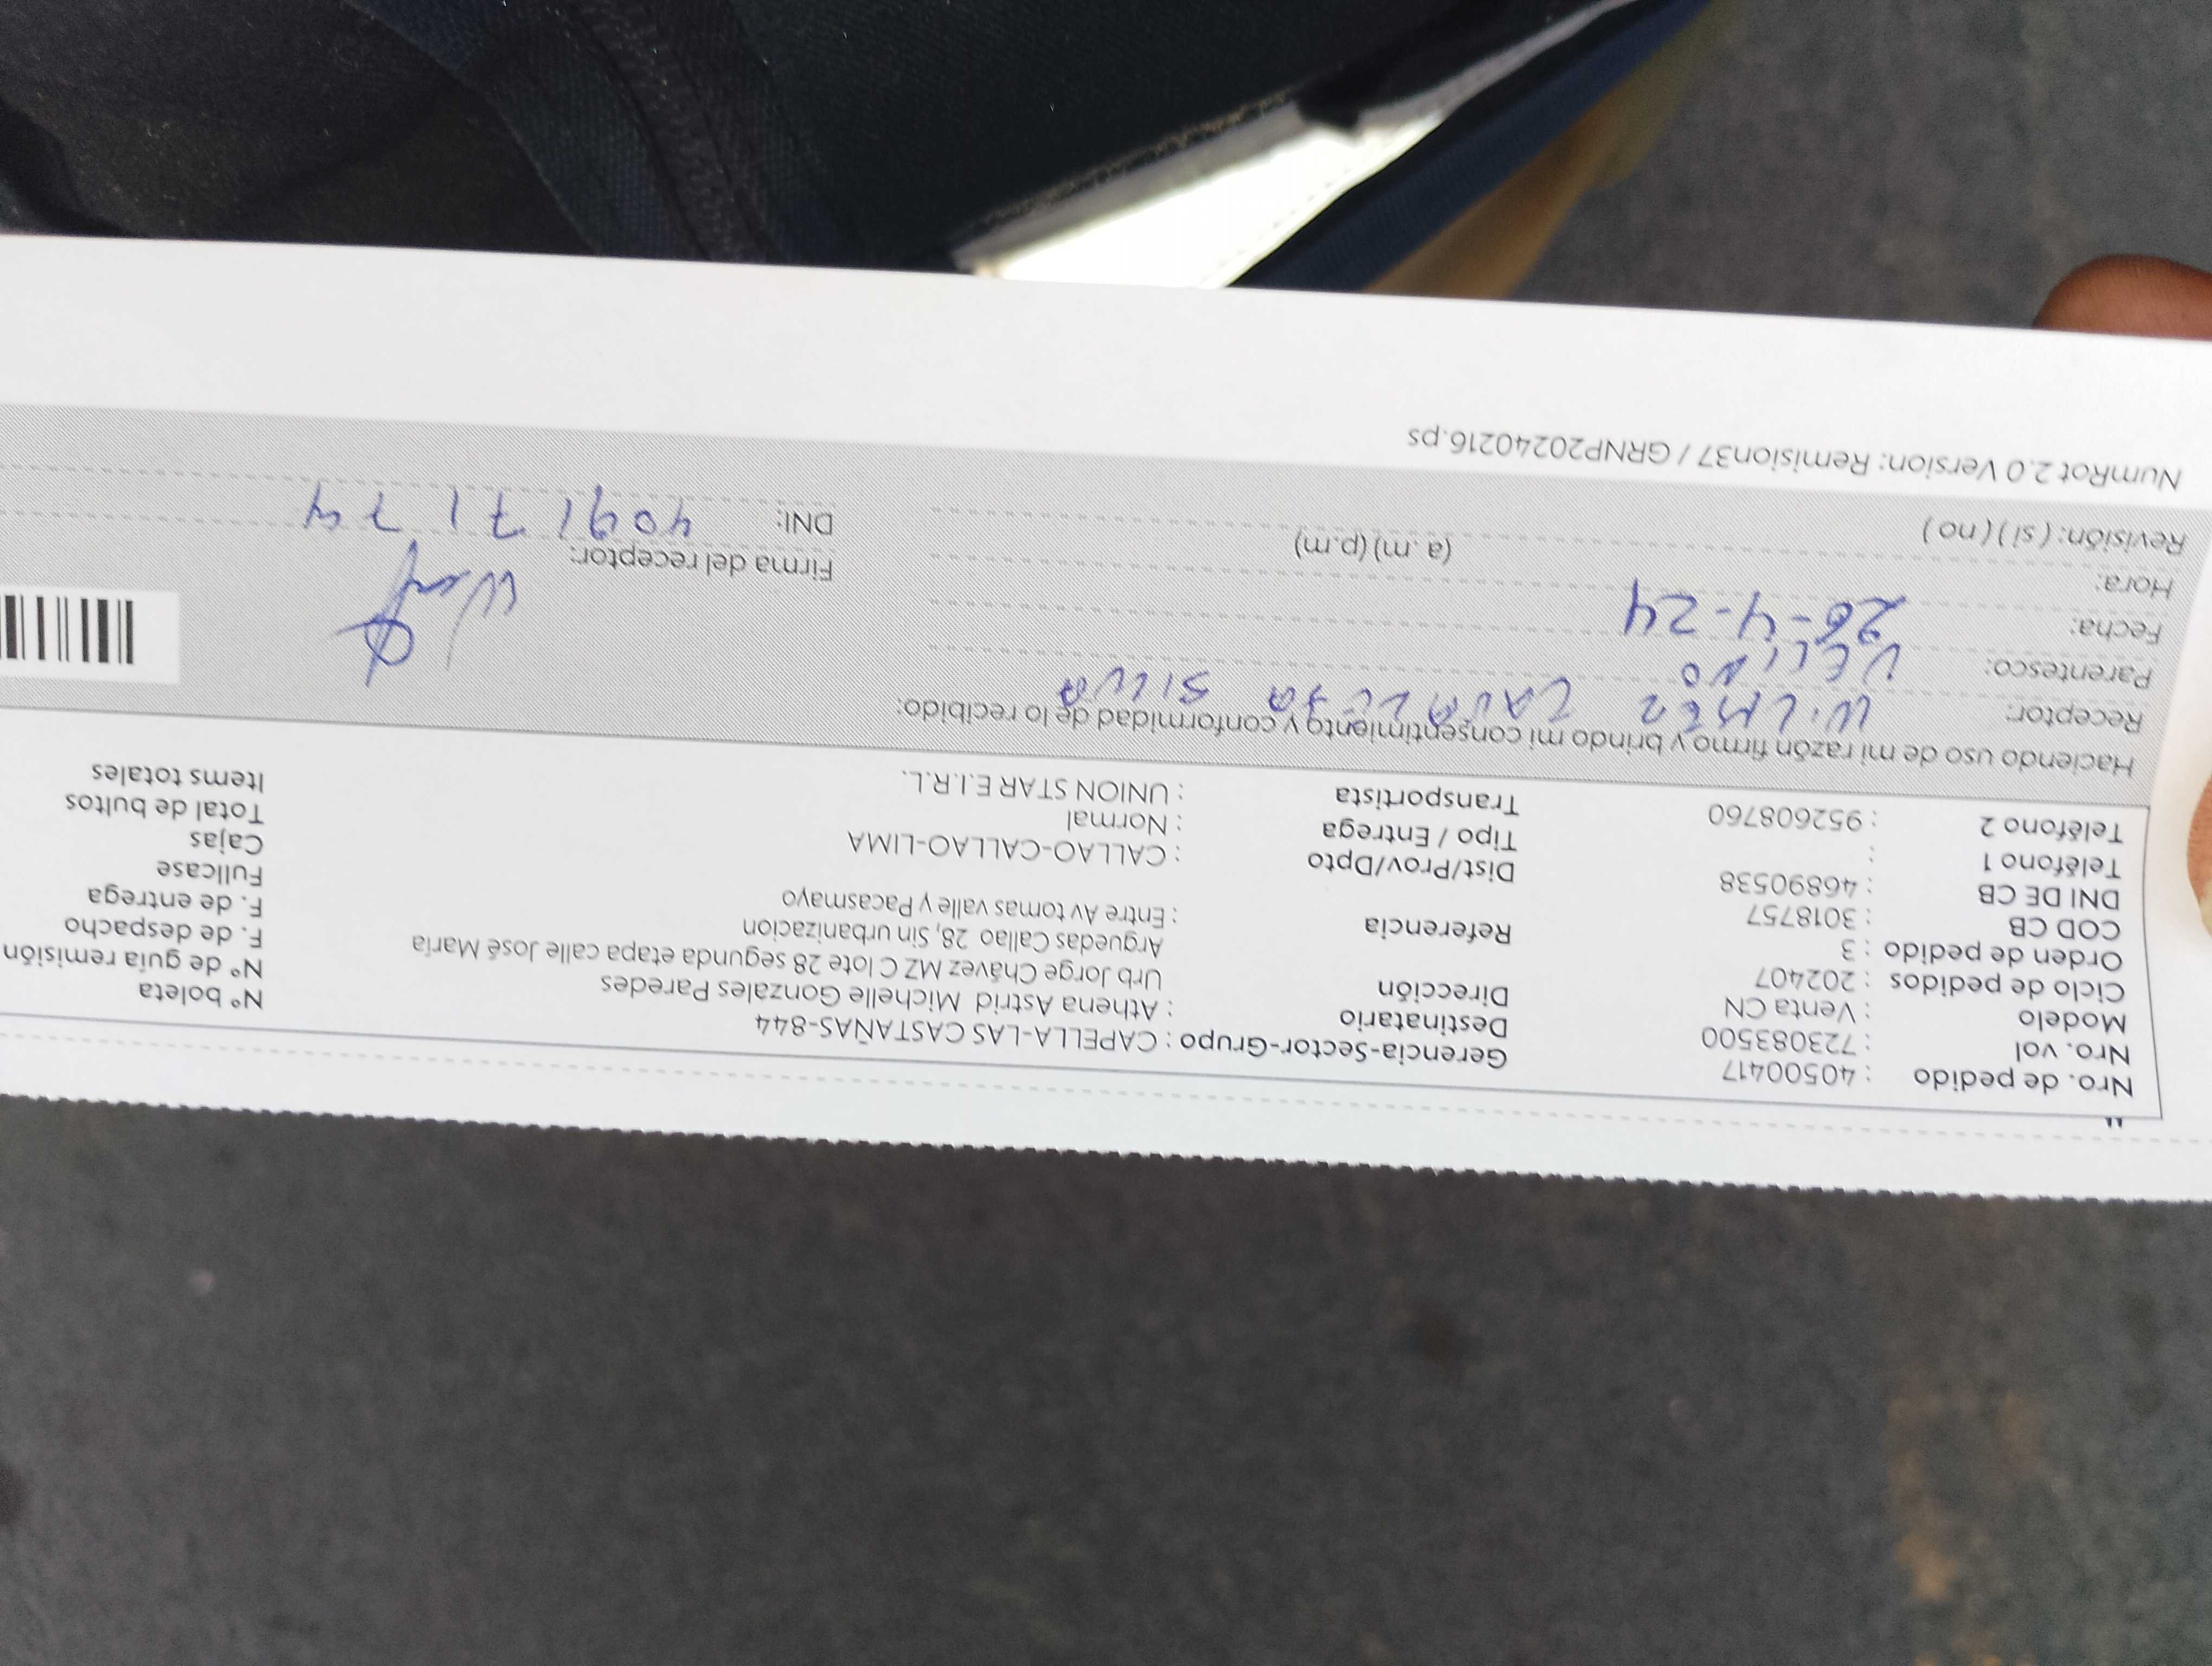 Nro. de pedido : 40500417 Gerencia-Sector-Grupo : CAPELLA-LAS CASTAÑAS-844
Nro. vol : 723083500 Destinatario : Athena Astrid Michelle Gonzales Paredes Nº boleta
Modelo : Venta CN Dirección Urb Jorge Chávez MZ C lote 28 segunda etapa calle José María Nº de guía remisión
Ciclo de pedidos : 202407 Arguedas Callao 28, Sin urbanizacion F. de despacho
Orden de pedido : 3 Referencia : Entre Av tomas valle y Pacasmayo F. de entrega
COD CB : 3018757 Dist/Prov/Dpto : CALLAO-CALLAO-LIMA Fullcase
DNI DE CB : 46890538 Tipo / Entrega : Normal Cajas
Teléfono 1 : Transportista : UNION STAR E.I.R.L. Total de bultos
Teléfono 2 : 952608760 Items totales
Haciendo uso de mi razón firmo y brindo mi consentimiento y conformidad de lo recibido:
Receptor: WILMER SILVA
Parentesco: VECINO
Fecha: 26-4-24 Firma del receptor:
Hora: (a.m) (p.m) DNI: 40917174
Revisión: ( si ) ( no )
NumRot 2.0 Version: Remision37 / GRNP20240216.ps